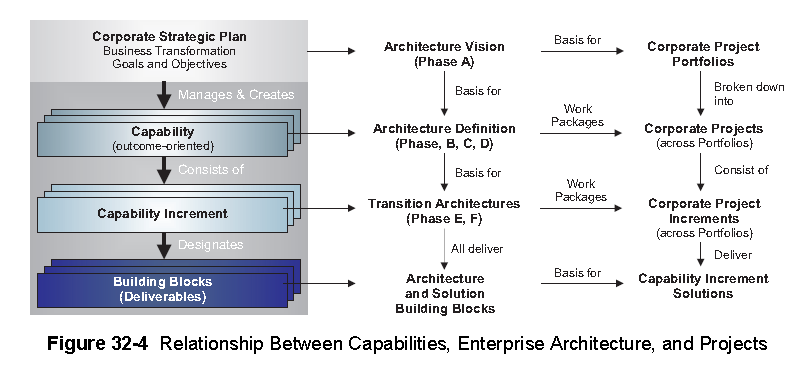 Corporate Strategic Plan
Business Transformation
Goals and Objectives
Manages & Creates
Capability
(outcome-oriented)
Consists of
Capability Increment
Designates
Building Blocks
(Deliverables)
Architecture Vision
(Phase A)
Basis for
Architecture Definition
(Phase, B, C, D)
Basis for
Transition Architectures
(Phase E, F)
All deliver
Architecture
and Solution
Building Blocks
Basis for
Work
Packages
Work
Packages
Basis for
Corporate Project
Portfolios
Broken down
into
Corporate Projects
(across Portfolios)
Consist of
Corporate Project
Increments
(across Portfolios)
Deliver
Capability Increment
Solutions
Figure 32-4 Relationship Between Capabilities, Enterprise Architecture, and Projects